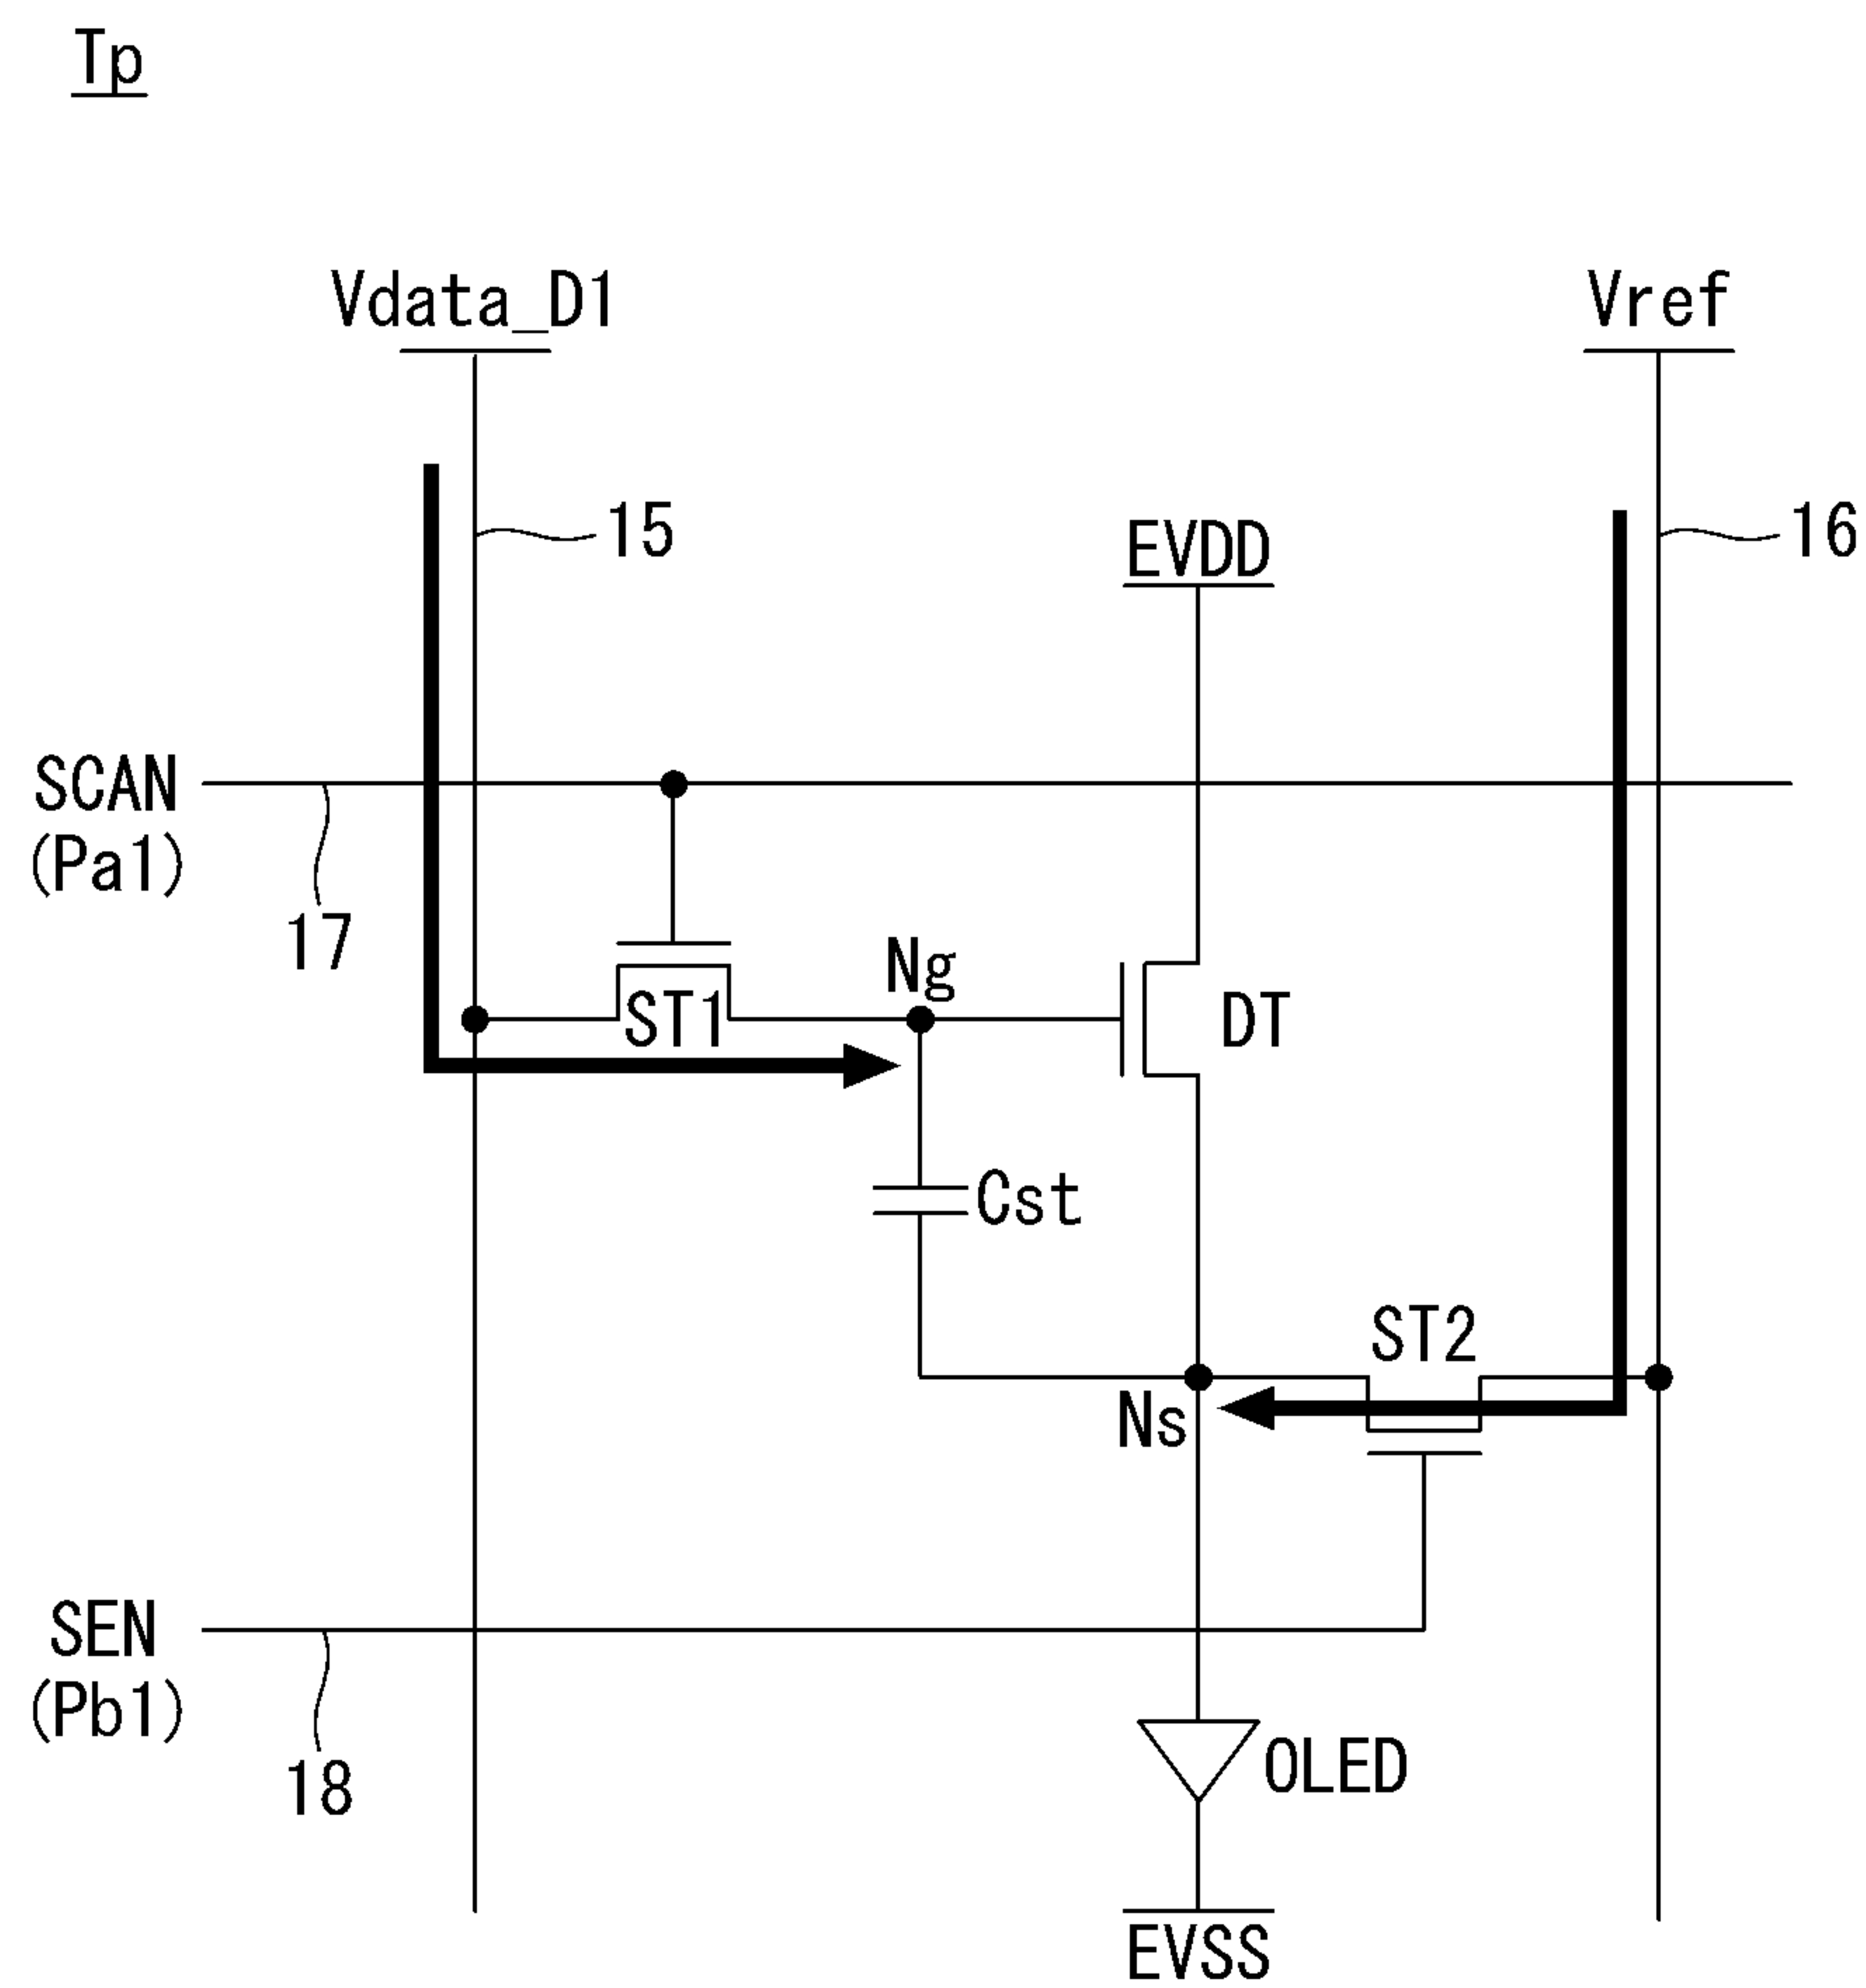 Tp
Vdata_D1
Vref
15
EVDD
16
SCAN
(Pa1)
17
Ng
ST1
DT
Cst
ST2
Ns
SEN
(Pb1)
18
OLED
EVSS